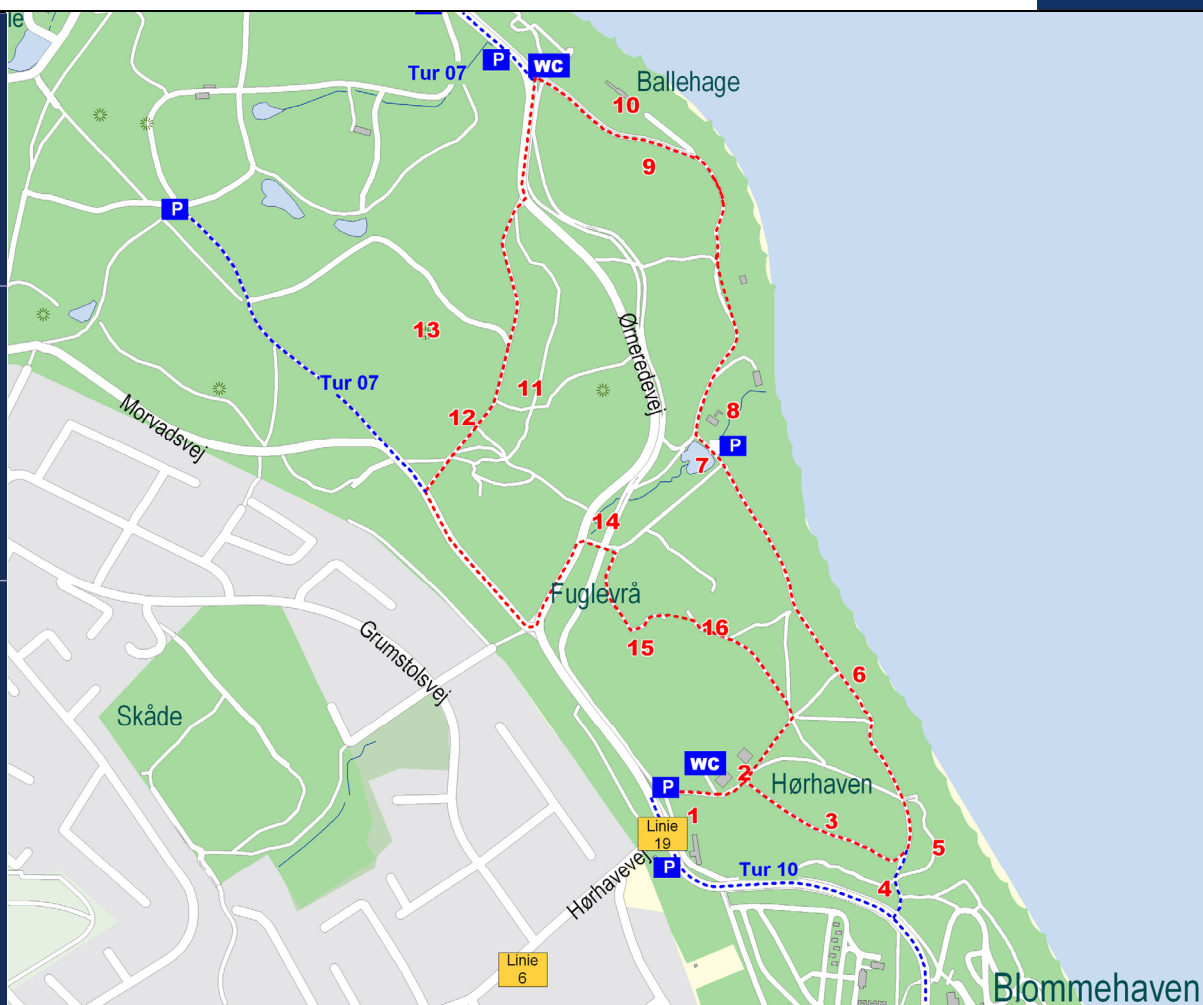 le
P
WC
Tur 07
Ballehage
10
9
P
13
Ørneredevej
11
Tur 07
12
8
Morvadsvej
P
7
14
Fuglevrå
16
15
Grumstolsvej
6
Skåde
WC
2
P
Hørhaven
1
3
Linie
19
5
P
Tur 10
4
Hørhavevej
Linie
6
Blommehaven